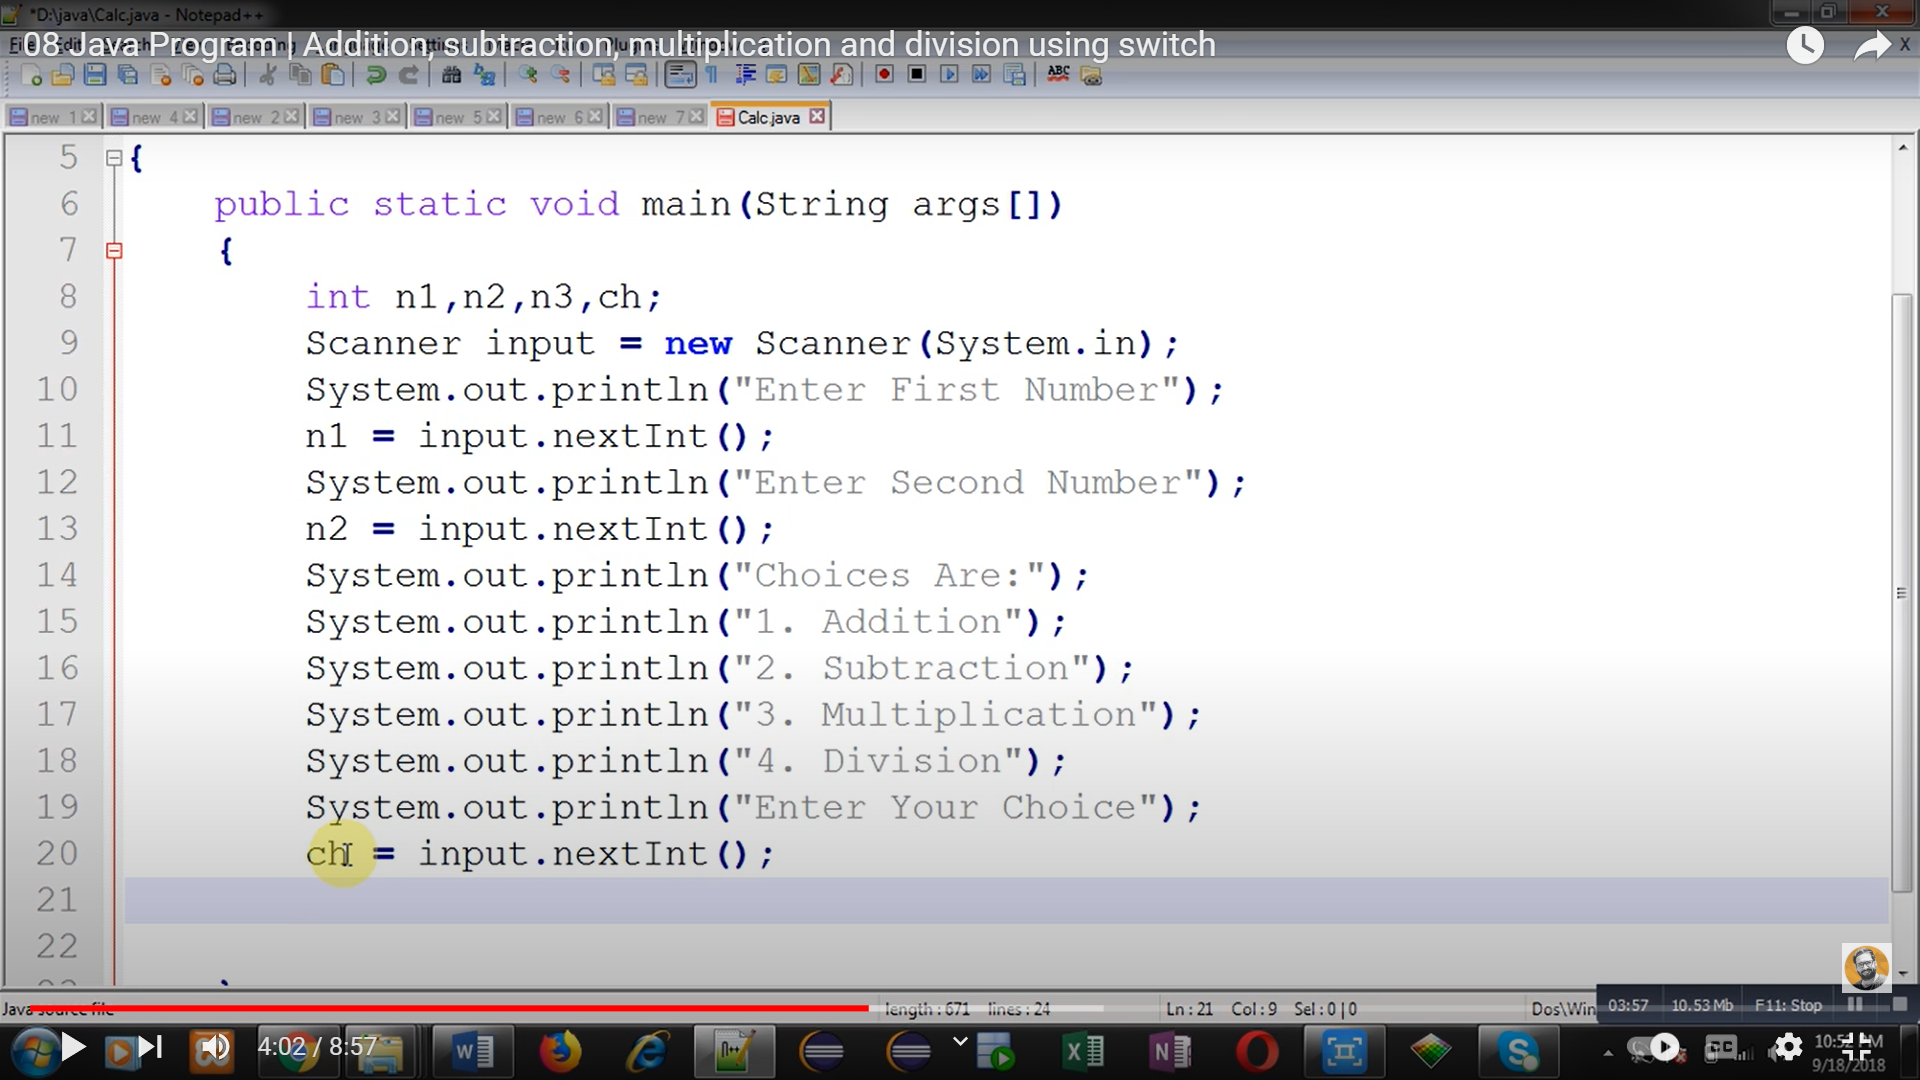 *D:\java\Calc.java - Notepad++
08 Java Program | Addition, subtraction, multiplication and division using switch
new 1 new 4 new 2 new 3 new 5 new 6 new 7 Calc.java
5 {
6 public static void main(String args[])
7 {
8 int n1,n2,n3,ch;
9 Scanner input = new Scanner(System.in);
10 System.out.println("Enter First Number");
11 n1 = input.nextInt();
12 System.out.println("Enter Second Number");
13 n2 = input.nextInt();
14 System.out.println("Choices Are:");
15 System.out.println("1. Addition");
16 System.out.println("2. Subtraction");
17 System.out.println("3. Multiplication");
18 System.out.println("4. Division");
19 System.out.println("Enter Your Choice");
20 ch = input.nextInt();
21
22
Java source file length : 671 lines : 24 Ln : 21 Col : 9 Sel : 0 | 0 Dos\Win 03:57 10.53 Mb F11: Stop
4:02 / 8:57
9/18/2018